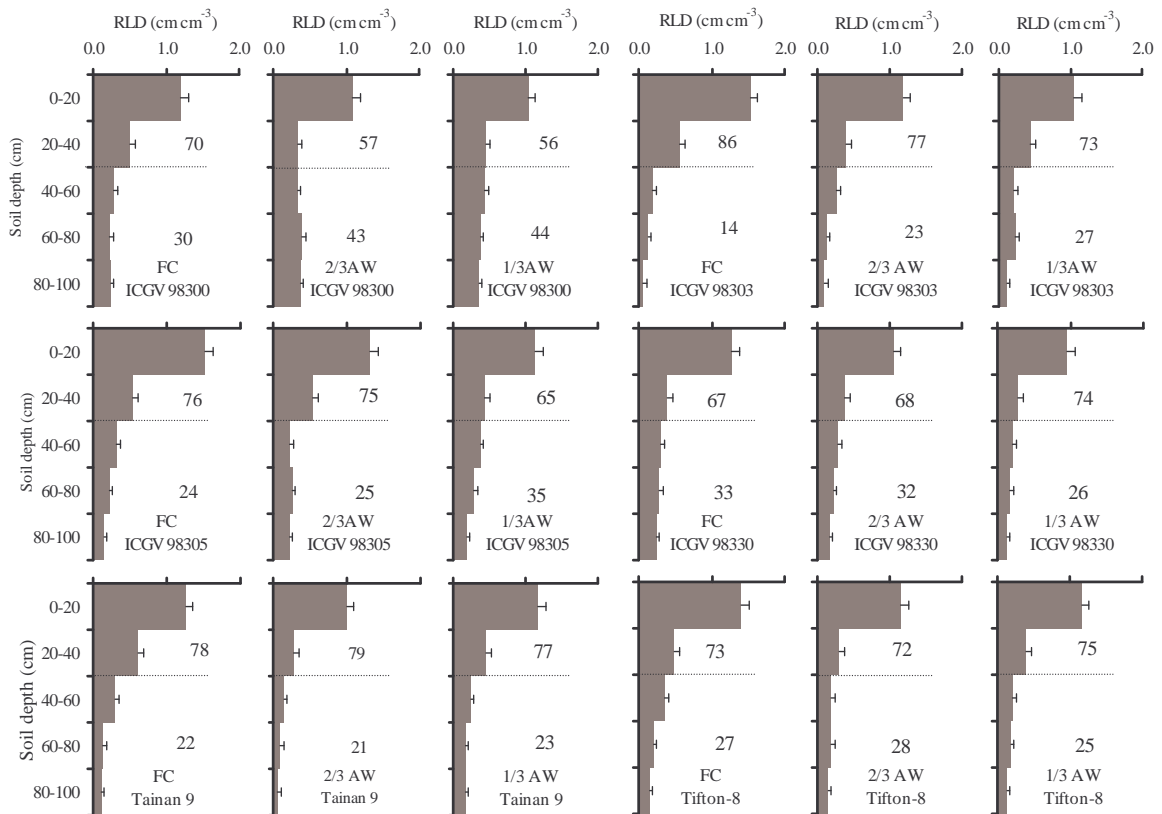 RLD (cm cm-3) RLD (cm cm-3) RLD (cm cm-3) RLD (cm cm-3) RLD (cm cm-3) RLD (cm cm-3)
0.0 1.0 2.0 0.0 1.0 2.0 0.0 1.0 2.0 0.0 1.0 2.0 0.0 1.0 2.0 0.0 1.0 2.0
Soil depth (cm)
0-20
20-40 70 57 56 86 77 73
40-60
60-80 30 43 44 14 23 27
FC 2/3AW 1/3AW FC 2/3 AW 1/3AW
80-100 ICGV 98300 ICGV 98300 ICGV 98300 ICGV 98303 ICGV 98303 ICGV 98303
Soil depth (cm)
0-20
20-40 76 75 65 67 68 74
40-60
60-80 24 25 35 33 32 26
FC 2/3AW 1/3AW FC 2/3 AW 1/3 AW
80-100 ICGV 98305 ICGV 98305 ICGV 98305 ICGV 98330 ICGV 98330 ICGV 98330
Soil depth (cm)
0-20
20-40 78 79 77 73 72 75
40-60
60-80 22 21 23 27 28 25
FC 2/3 AW 1/3 AW FC 2/3 AW 1/3 AW
80-100 Tainan 9 Tainan 9 Tainan 9 Tifton-8 Tifton-8 Tifton-8